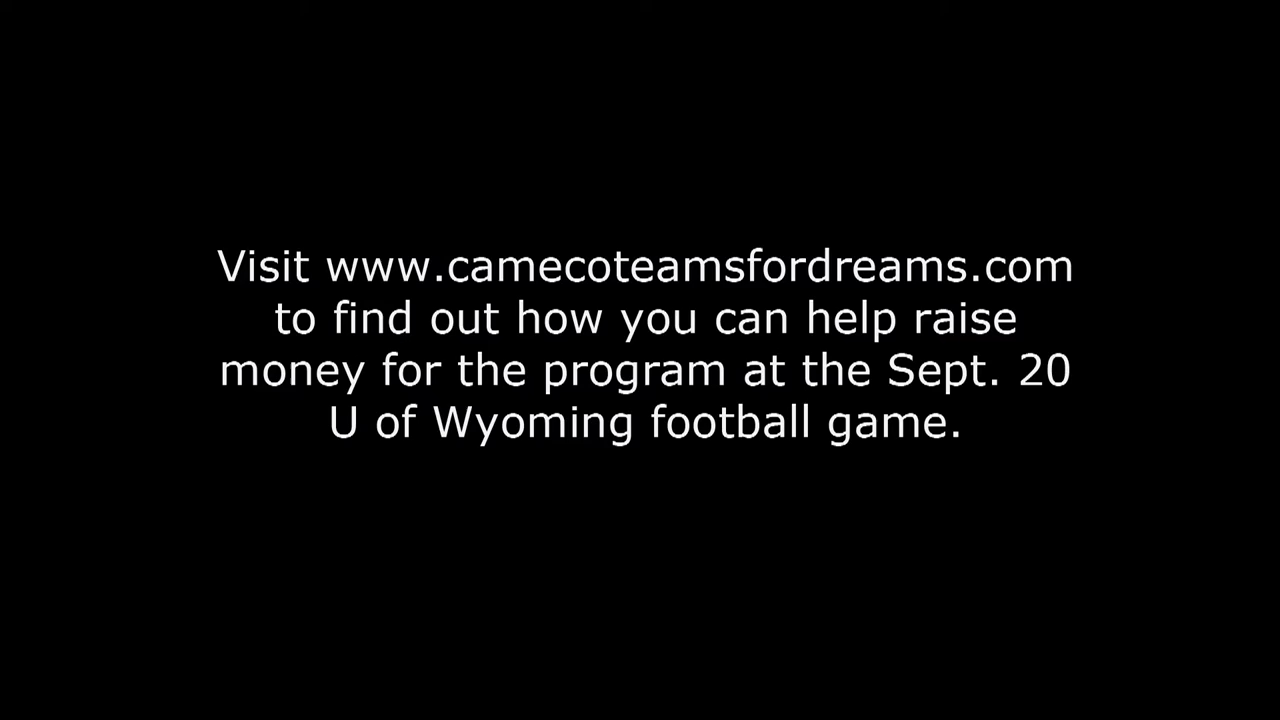 Visit www.camecoteamsfordreams.com
to find out how you can help raise
money for the program at the Sept. 20
U of Wyoming football game.